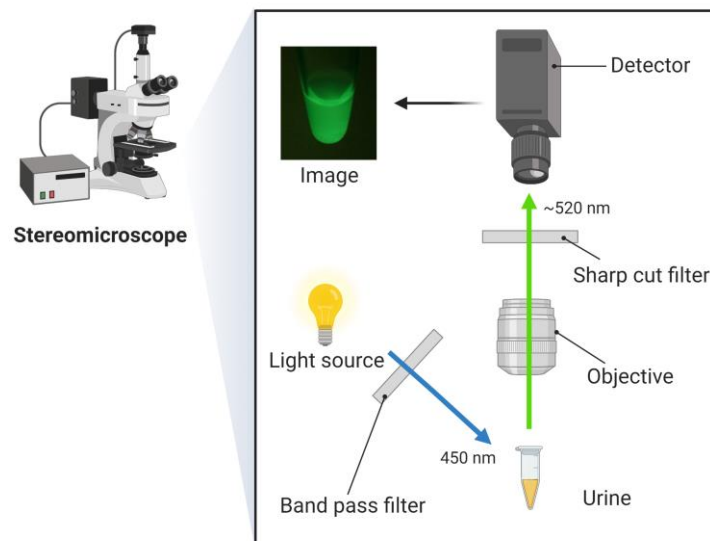 Stereomicroscope
Detector
Image
~520 nm
Sharp cut filter
Light source
Objective
450 nm
Band pass filter
Urine